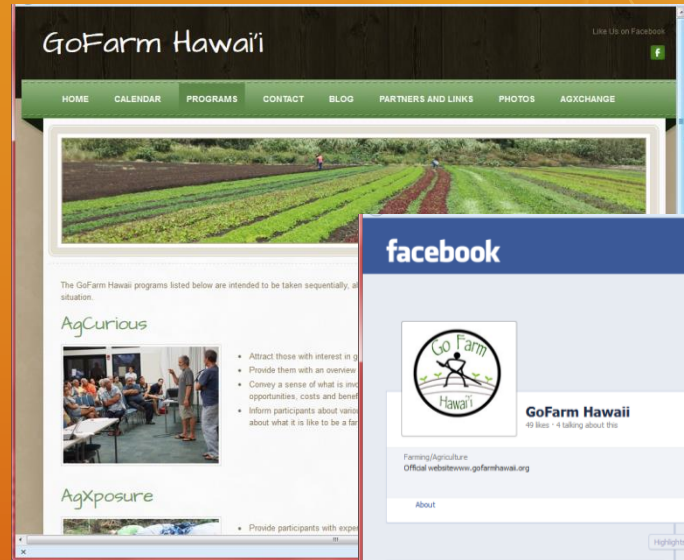 GoFarm Hawai'i
Like Us on Facebook
HOME CALENDAR PROGRAMS CONTACT BLOG PARTNERS AND LINKS PHOTOS AGXCHANGE
The GoFarm Hawaii programs listed below are intended to be taken sequentially, al
situation.
AgCurious
Attract those with interest in g
Provide them with an overview
Convey a sense of what is invo
opportunities, costs and benef
Inform participants about variou
about what it is like to be a far
AgXposure
Provide participants with exper
facebook
Go Farm
Hawai'i
GoFarm Hawaii
49 likes · 4 talking about this
Farming/Agriculture
Official websitewww.gofarmhawaii.org
About
Highlights